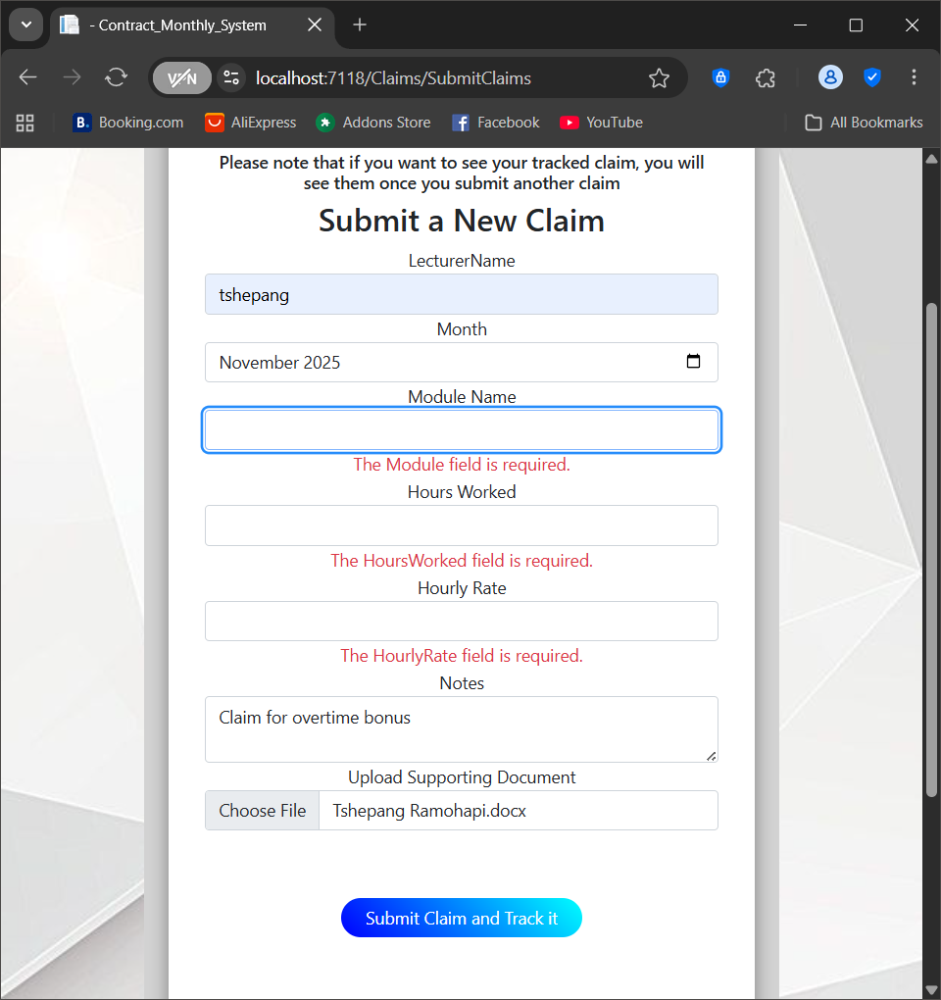 - Contract_Monthly_System
VPN
localhost:7118/Claims/SubmitClaims
B. Booking.com
AliExpress
Addons Store
Facebook
YouTube
All Bookmarks
Please note that if you want to see your tracked claim, you will
see them once you submit another claim
Submit a New Claim
LecturerName
tshepang
Month
November 2025
Module Name
The Module field is required.
Hours Worked
The HoursWorked field is required.
Hourly Rate
The HourlyRate field is required.
Notes
Claim for overtime bonus
Upload Supporting Document
Choose File Tshepang Ramohapi.docx
Submit Claim and Track it